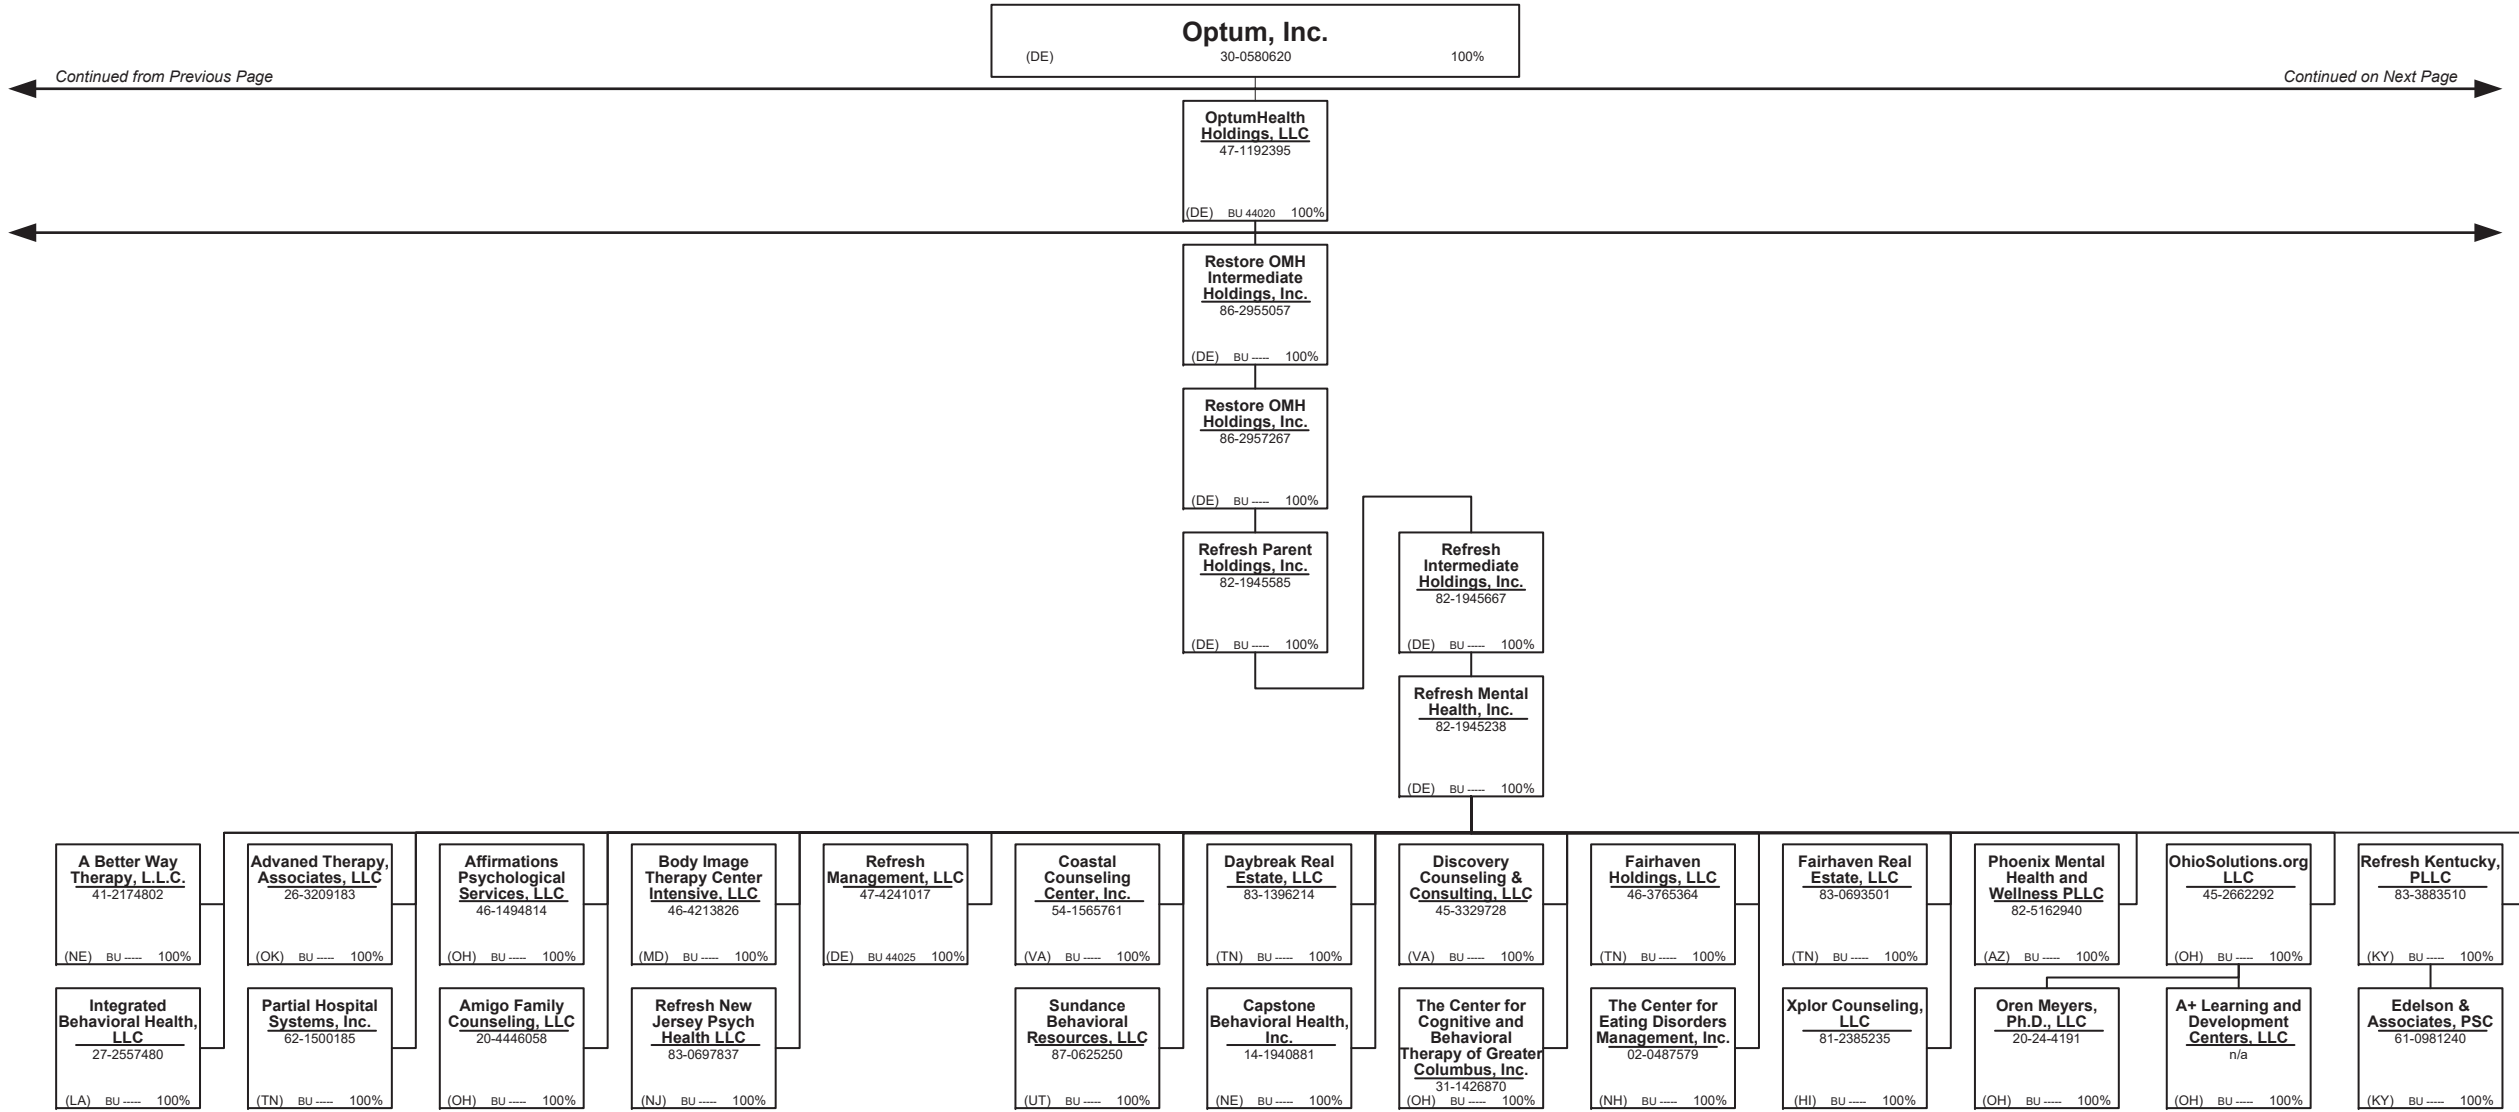 Optum, Inc.
(DE) 30-0580620 100%
Continued from Previous Page
Continued on Next Page
OptumHealth
Holdings, LLC
47-1192395
(DE) BU 44020 100%
Restore OMH
Intermediate
Holdings, Inc.
86-2955057
(DE) BU ----- 100%
Restore OMH
Holdings, Inc.
86-2957267
(DE) BU ----- 100%
Refresh Parent
Holdings, Inc.
82-1945585
(DE) BU ----- 100%
Refresh
Intermediate
Holdings, Inc.
82-1945667
(DE) BU ----- 100%
Refresh Mental
Health, Inc.
82-1945238
(DE) BU ----- 100%
A Better Way
Therapy, L.L.C.
41-2174802
(NE) BU ----- 100%
Advaned Therapy,
Associates, LLC
26-3209183
(OK) BU ----- 100%
Affirmations
Psychological
Services, LLC
46-1494814
(OH) BU ----- 100%
Body Image
Therapy Center
Intensive, LLC
46-4213826
(MD) BU ----- 100%
Refresh
Management, LLC
47-4241017
(DE) BU 44025 100%
Coastal
Counseling
Center, Inc.
54-1565761
(VA) BU ----- 100%
Daybreak Real
Estate, LLC
83-1396214
(TN) BU ----- 100%
Discovery
Counseling &
Consulting, LLC
45-3329728
(VA) BU ----- 100%
Fairhaven
Holdings, LLC
46-3765364
(TN) BU ----- 100%
Fairhaven Real
Estate, LLC
83-0693501
(TN) BU ----- 100%
Phoenix Mental
Health and
Wellness PLLC
82-5162940
(AZ) BU ----- 100%
OhioSolutions.org
LLC
45-2662292
(OH) BU ----- 100%
Refresh Kentucky,
PLLC
83-3883510
(KY) BU ----- 100%
Integrated
Behavioral Health,
LLC
27-2557480
(LA) BU ----- 100%
Partial Hospital
Systems, Inc.
62-1500185
(TN) BU ----- 100%
Amigo Family
Counseling, LLC
20-4446058
(OH) BU ----- 100%
Refresh New
Jersey Psych
Health LLC
83-0697837
(NJ) BU ----- 100%
Sundance
Behavioral
Resources, LLC
87-0625250
(UT) BU ----- 100%
Capstone
Behavioral Health,
Inc.
14-1940881
(NE) BU ----- 100%
The Center for
Cognitive and
Behavioral
Therapy of Greater
Columbus, Inc.
31-1426870
(OH) BU ----- 100%
The Center for
Eating Disorders
Management, Inc.
02-0487579
(NH) BU ----- 100%
Xplor Counseling,
LLC
81-2385235
(HI) BU ----- 100%
Oren Meyers,
Ph.D., LLC
20-24-4191
(OH) BU ----- 100%
A+ Learning and
Development
Centers, LLC
n/a
(OH) BU ----- 100%
Edelson &
Associates, PSC
61-0981240
(KY) BU ----- 100%